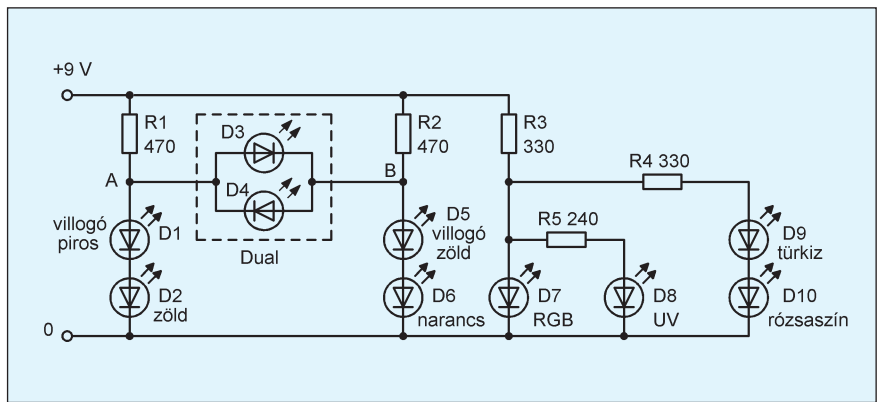 +9 V
R1
470
A
D3
D4
Dual
R2
470
B
R3
330
R4 330
R5 240
villogó
piros
D1
D2
zöld
D5
villogó
zöld
D6
narancs
D7
RGB
D8
UV
D9
türkiz
D10
rózsaszín
0